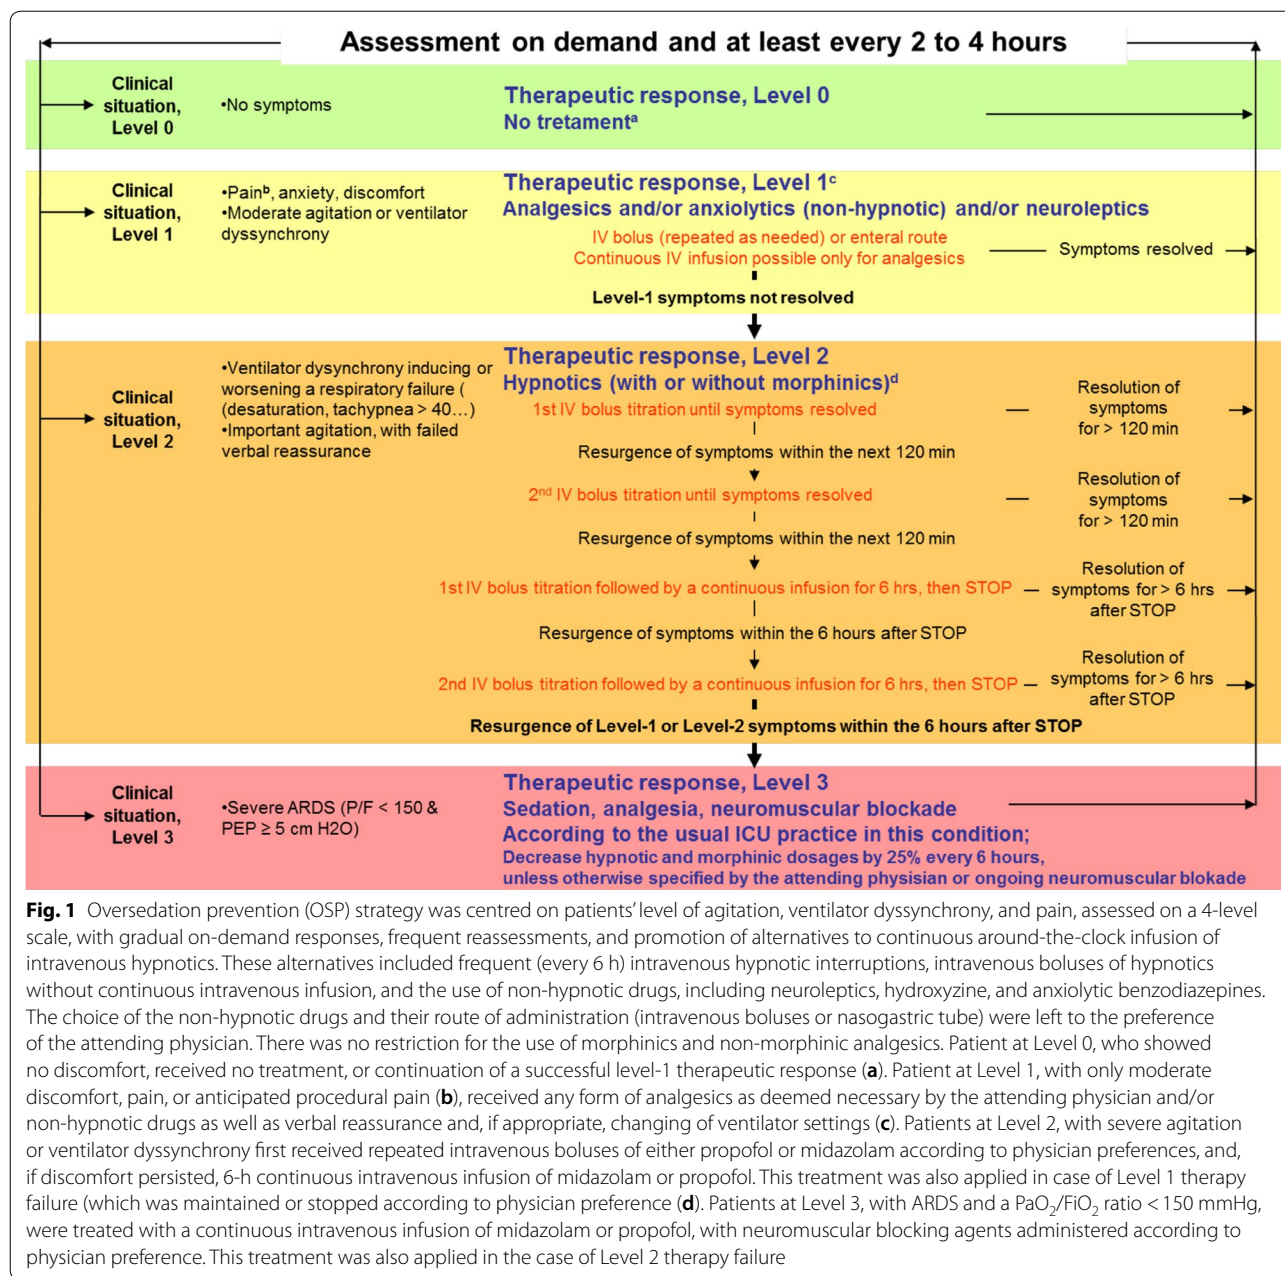 Assessment on demand and at least every 2 to 4 hours
Clinical
situation,
Level 0
•No symptoms
Therapeutic response, Level 0
No tretamentᵃ
Clinical
situation,
Level 1
•Painᵇ, anxiety, discomfort
•Moderate agitation or ventilator
dyssynchrony
Therapeutic response, Level 1ᶜ
Analgesics and/or anxiolytics (non-hypnotic) and/or neuroleptics
IV bolus (repeated as needed) or enteral route
Continuous IV infusion possible only for analgesics
Symptoms resolved
Level-1 symptoms not resolved
Clinical
situation,
Level 2
•Ventilator dysynchrony inducing or
worsening a respiratory failure (
(desaturation, tachypnea > 40…)
•Important agitation, with failed
verbal reassurance
Therapeutic response, Level 2
Hypnotics (with or without morphinics)ᵈ
1st IV bolus titration until symptoms resolved
Resolution of
symptoms
for > 120 min
Resurgence of symptoms within the next 120 min
2ⁿᵈ IV bolus titration until symptoms resolved
Resolution of
symptoms
for > 120 min
Resurgence of symptoms within the next 120 min
1st IV bolus titration followed by a continuous infusion for 6 hrs, then STOP
Resolution of
symptoms for > 6 hrs
after STOP
Resurgence of symptoms within the 6 hours after STOP
2nd IV bolus titration followed by a continuous infusion for 6 hrs, then STOP
Resolution of
symptoms for > 6 hrs
after STOP
Resurgence of Level-1 or Level-2 symptoms within the 6 hours after STOP
Clinical
situation,
Level 3
•Severe ARDS (P/F < 150 &
PEP ≥ 5 cm H2O)
Therapeutic response, Level 3
Sedation, analgesia, neuromuscular blockade
According to the usual ICU practice in this condition;
Decrease hypnotic and morphinic dosages by 25% every 6 hours,
unless otherwise specified by the attending physisian or ongoing neuromuscular blokade
Fig. 1 Oversedation prevention (OSP) strategy was centred on patients' level of agitation, ventilator dyssynchrony, and pain, assessed on a 4-level
scale, with gradual on-demand responses, frequent reassessments, and promotion of alternatives to continuous around-the-clock infusion of
intravenous hypnotics. These alternatives included frequent (every 6 h) intravenous hypnotic interruptions, intravenous boluses of hypnotics
without continuous intravenous infusion, and the use of non-hypnotic drugs, including neuroleptics, hydroxyzine, and anxiolytic benzodiazepines.
The choice of the non-hypnotic drugs and their route of administration (intravenous boluses or nasogastric tube) were left to the preference
of the attending physician. There was no restriction for the use of morphinics and non-morphinic analgesics. Patient at Level 0, who showed
no discomfort, received no treatment, or continuation of a successful level-1 therapeutic response (a). Patient at Level 1, with only moderate
discomfort, pain, or anticipated procedural pain (b), received any form of analgesics as deemed necessary by the attending physician and/or
non-hypnotic drugs as well as verbal reassurance and, if appropriate, changing of ventilator settings (c). Patients at Level 2, with severe agitation
or ventilator dyssynchrony first received repeated intravenous boluses of either propofol or midazolam according to physician preferences, and,
if discomfort persisted, 6-h continuous intravenous infusion of midazolam or propofol. This treatment was also applied in case of Level 1 therapy
failure (which was maintained or stopped according to physician preference (d). Patients at Level 3, with ARDS and a PaO₂/FiO₂ ratio < 150 mmHg,
were treated with a continuous intravenous infusion of midazolam or propofol, with neuromuscular blocking agents administered according to
physician preference. This treatment was also applied in the case of Level 2 therapy failure